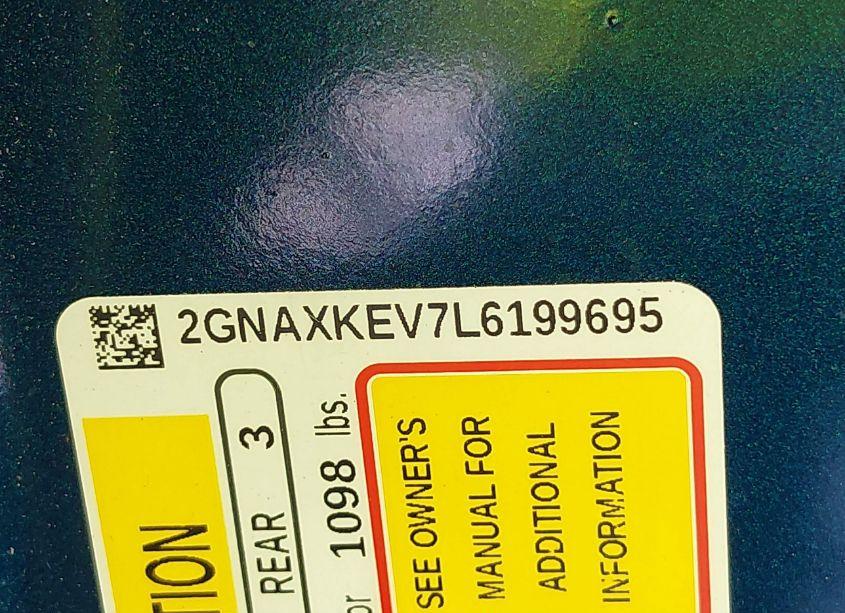 2GNAXKEV7L6199695
REAR 3
1098 lbs.
SEE OWNER'S
MANUAL FOR
ADDITIONAL
INFORMATION